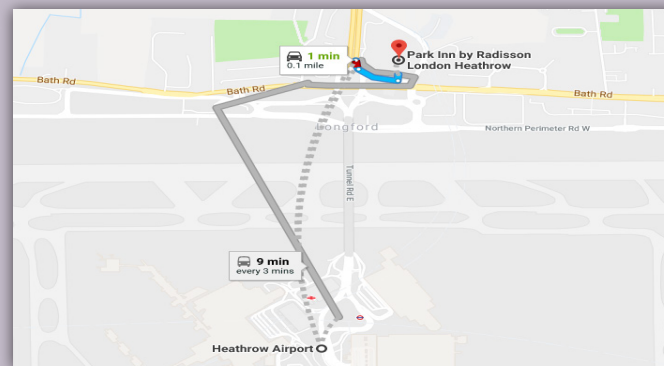 1 min
0.1 mile
Park Inn by Radisson
London Heathrow
Bath Rd
Bath Rd
Bath Rd
Longford
Northern Perimeter Rd W
Tunnel Rd E
9 min
every 3 mins
Heathrow Airport